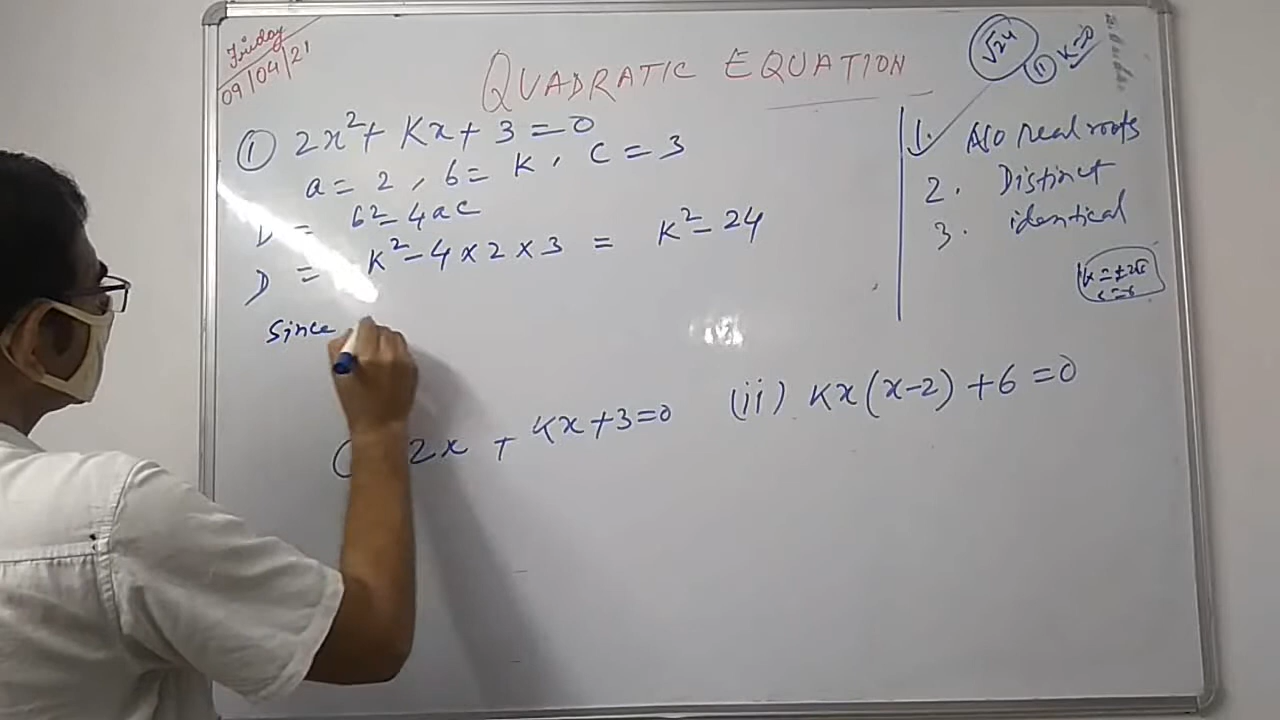 Friday
09/04/21
QUADRATIC EQUATION
√24
① K=0
① 2x²+ Kx+ 3 =0
a = 2 , b= K , C = 3
D = b²-4ac
D = K²-4×2×3 = K²-24
Since
1. No real roots
2. Distinct
3. identical
2x + Kx+3=0
(ii) Kx(x-2) +6 =0